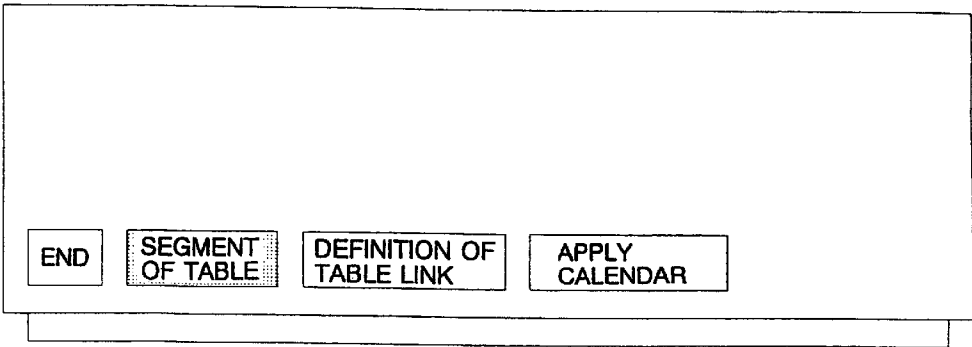 END
SEGMENT
OF TABLE
DEFINITION OF
TABLE LINK
APPLY
CALENDAR